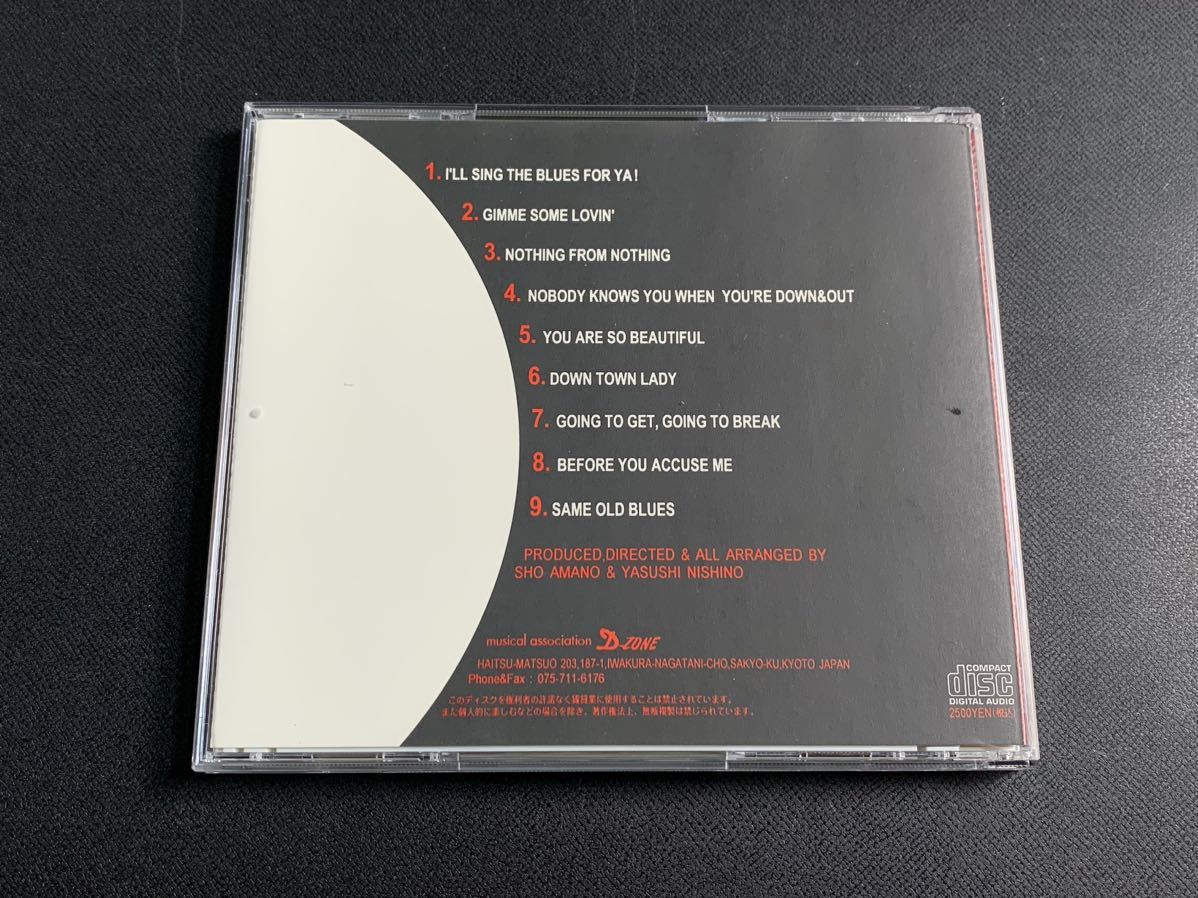 1. I'LL SING THE BLUES FOR YA!
2. GIMME SOME LOVIN'
3. NOTHING FROM NOTHING
4. NOBODY KNOWS YOU WHEN YOU'RE DOWN&OUT
5. YOU ARE SO BEAUTIFUL
6. DOWN TOWN LADY
7. GOING TO GET, GOING TO BREAK
8. BEFORE YOU ACCUSE ME
9. SAME OLD BLUES
PRODUCED,DIRECTED & ALL ARRANGED BY
SHO AMANO & YASUSHI NISHINO
musical association D-ZONE
HAITSU-MATSUO 203,187-1,IWAKURA-NAGATANI-CHO,SAKYO-KU,KYOTO JAPAN
Phone&Fax : 075-711-6176
このディスクを権利者の許諾なく賃貸業に使用することは禁止されています。
また個人的に楽しむなどの場合を除き、著作権法上、無断複製は禁じられています。
COMPACT
disc
DIGITAL AUDIO
2500YEN(税込)